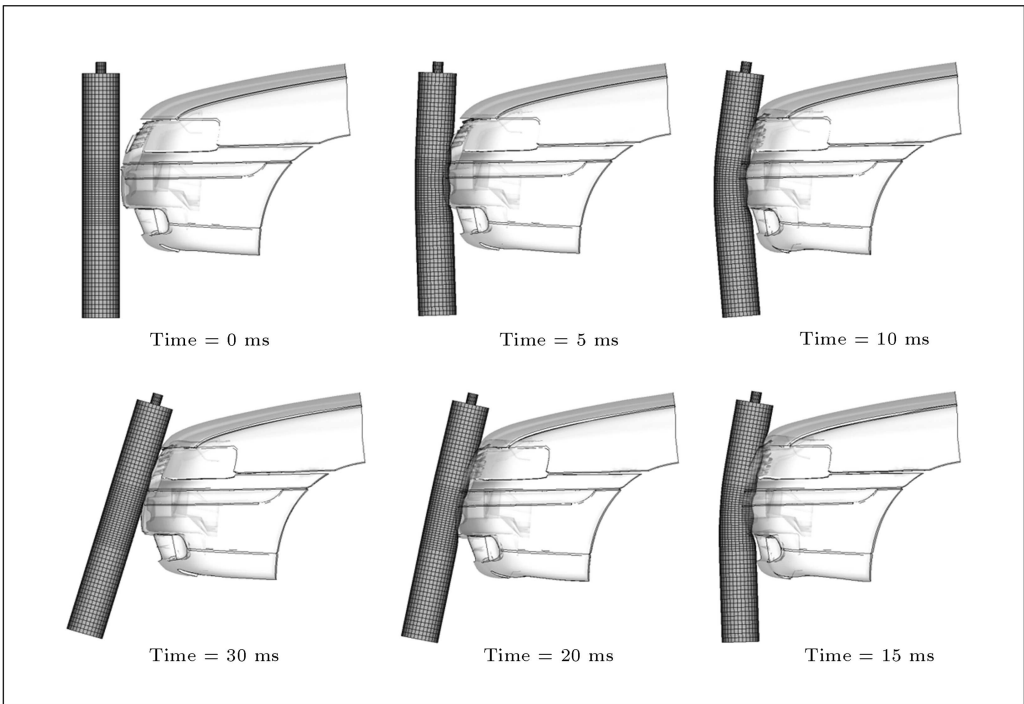 Time = 0 ms
Time = 5 ms
Time = 10 ms
Time = 30 ms
Time = 20 ms
Time = 15 ms